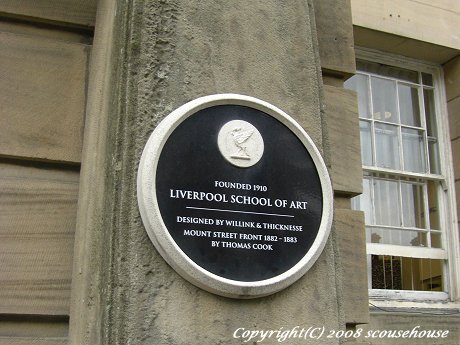 FOUNDED 1910
LIVERPOOL SCHOOL OF ART
DESIGNED BY WILLINK & THICKNESSE
MOUNT STREET FRONT 1882 - 1883
BY THOMAS COOK
Copyright(C) 2008 scousehouse